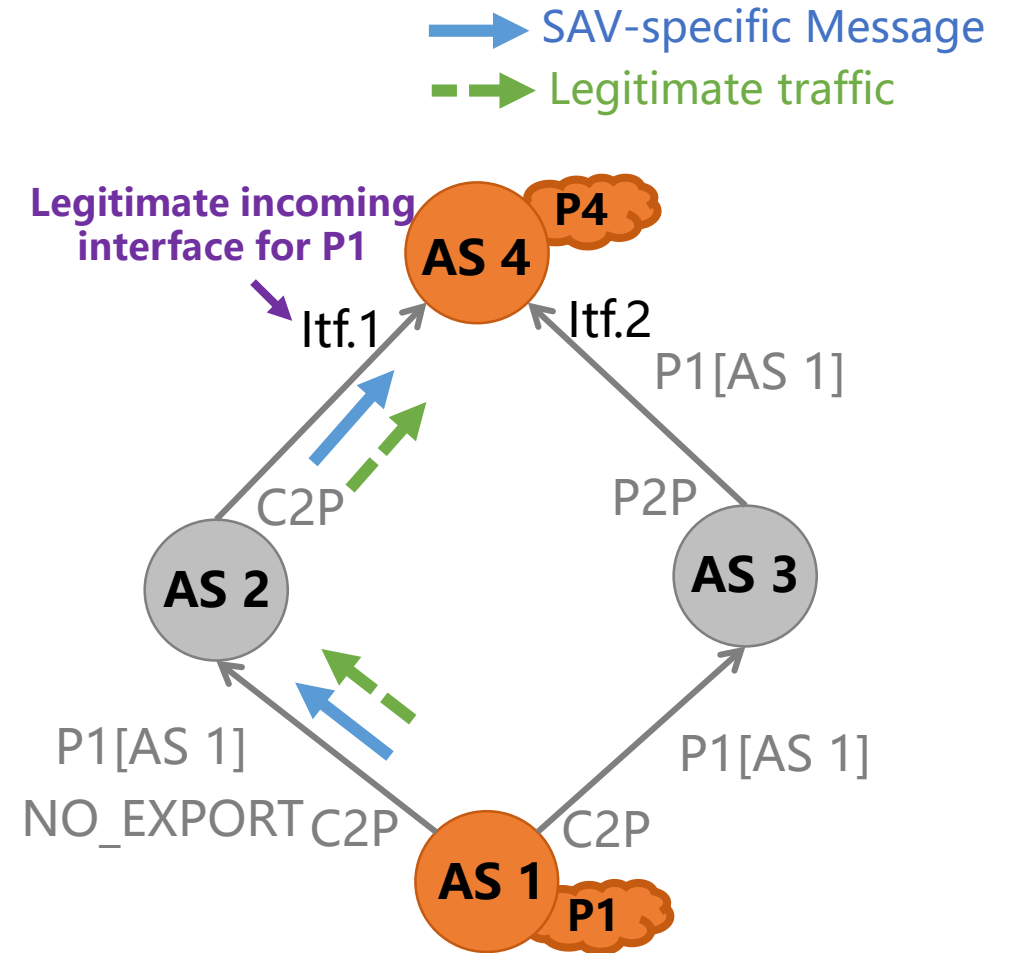 SAV-specific Message
Legitimate traffic
Legitimate incoming
interface for P1
P4
AS 4
Itf.1
Itf.2
P1[AS 1]
C2P
P2P
AS 2
AS 3
P1[AS 1]
NO_EXPORT
C2P
P1[AS 1]
C2P
AS 1
P1